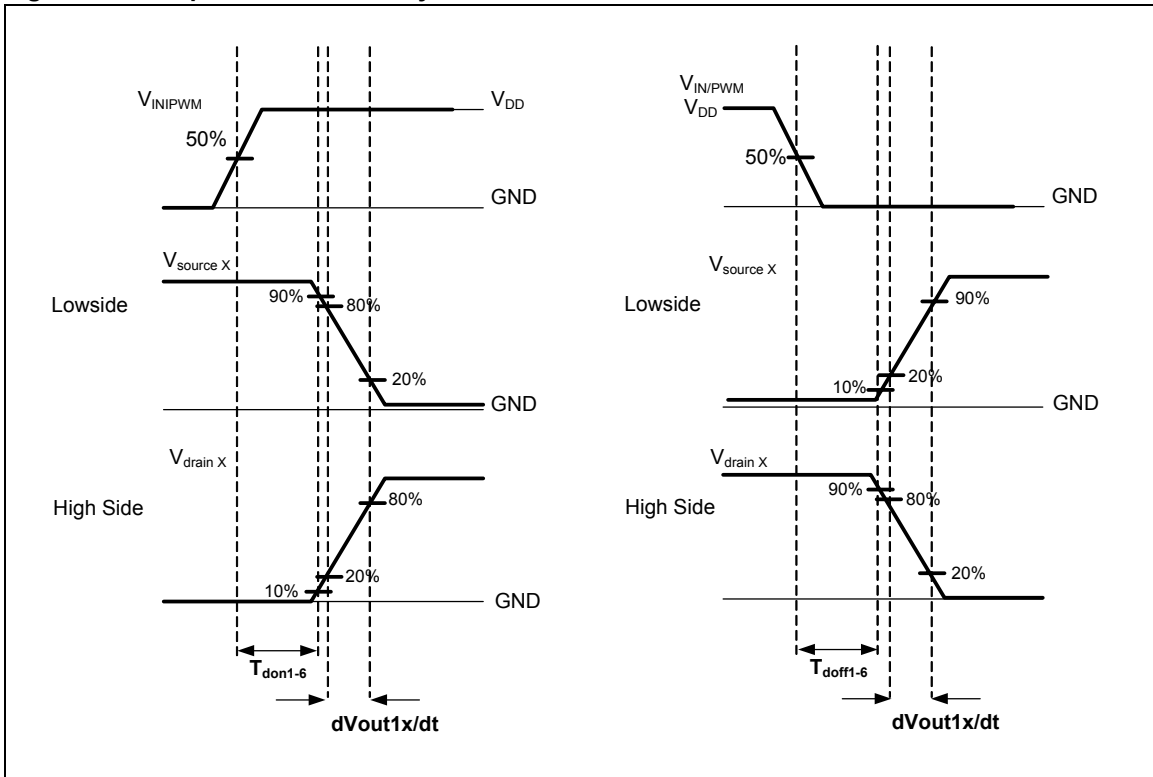 V_INIPWM
V_DD
50%
GND
V_source X
Lowside
90%
80%
20%
GND
V_drain X
High Side
80%
20%
10%
GND
T_don1-6
dVout1x/dt
V_IN/PWM
V_DD
50%
GND
V_source X
Lowside
90%
20%
10%
GND
V_drain X
High Side
90%
80%
20%
T_doff1-6
dVout1x/dt